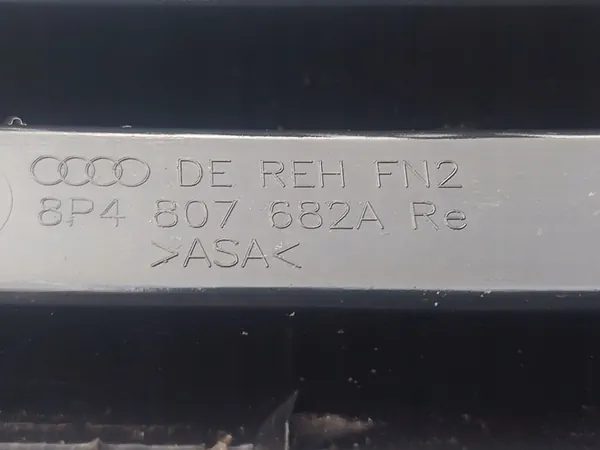 DE REH FN2
8P4 807 682A Re
>ASA<